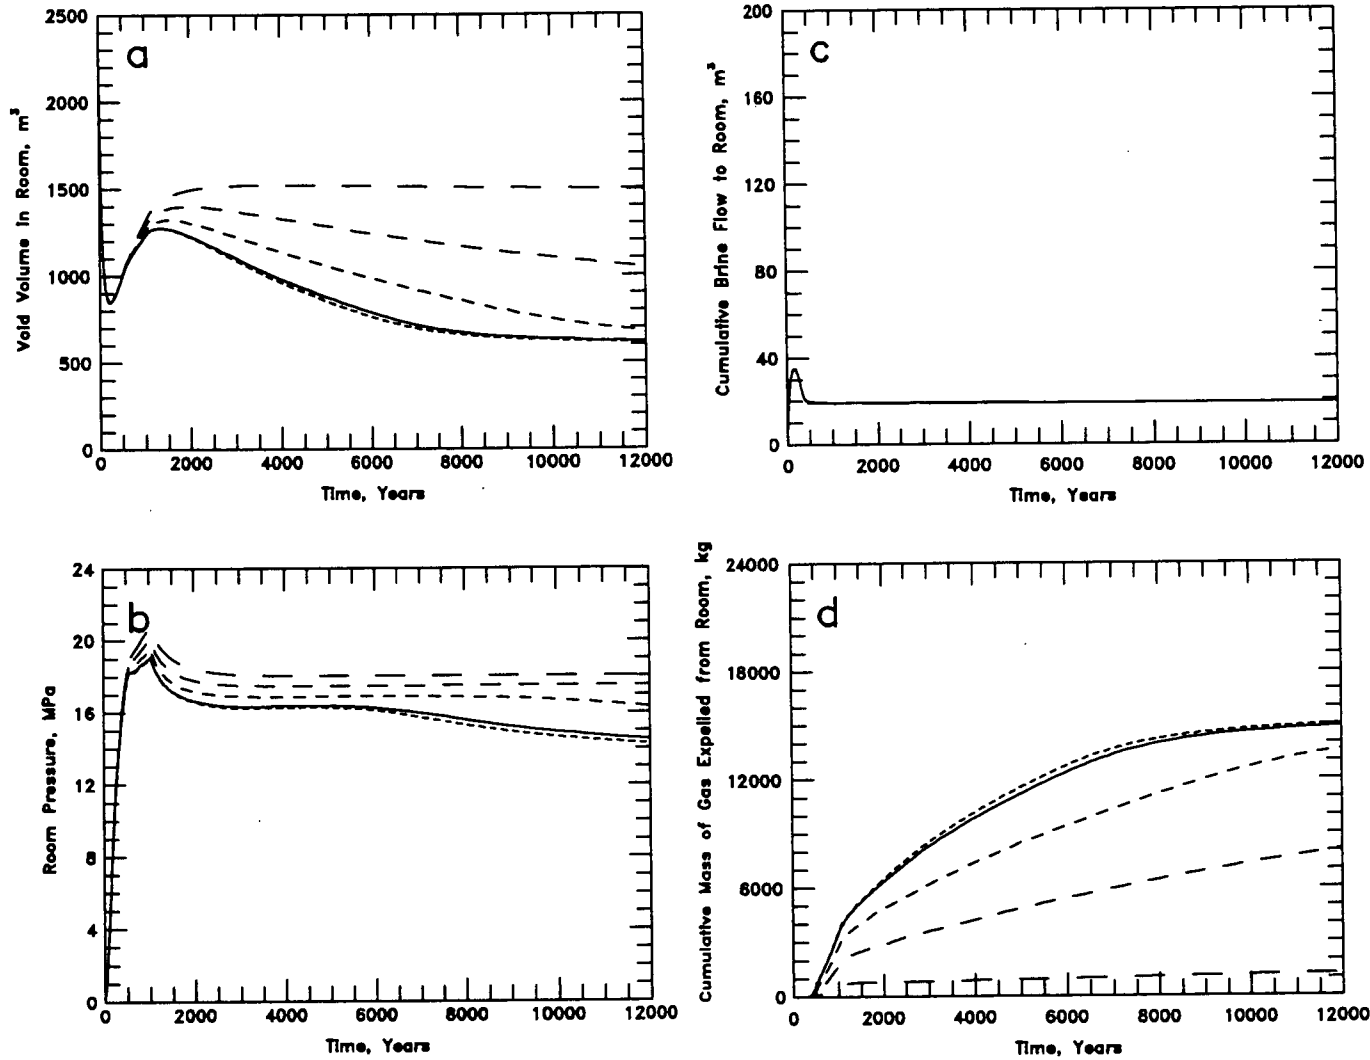 a
Void Volume In Room, m³
2500
2000
1500
1000
500
0
0 2000 4000 6000 8000 10000 12000
Time, Years
c
Cumulative Brine Flow to Room, m³
200
160
120
80
40
0
0 2000 4000 6000 8000 10000 12000
Time, Years
b
Room Pressure, MPa
24
20
16
12
8
4
0
0 2000 4000 6000 8000 10000 12000
Time, Years
d
Cumulative Mass of Gas Expelled from Room, kg
24000
18000
12000
6000
0
0 2000 4000 6000 8000 10000 12000
Time, Years